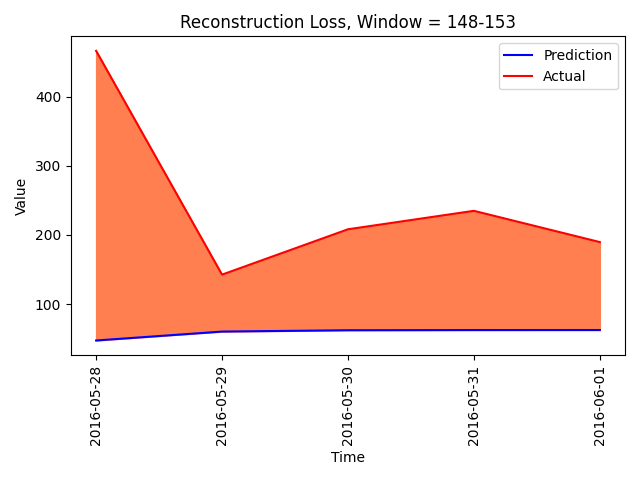 Reconstruction Loss, Window = 148-153
Prediction
Actual
Value
400
300
200
100
2016-05-28
2016-05-29
2016-05-30
2016-05-31
2016-06-01
Time